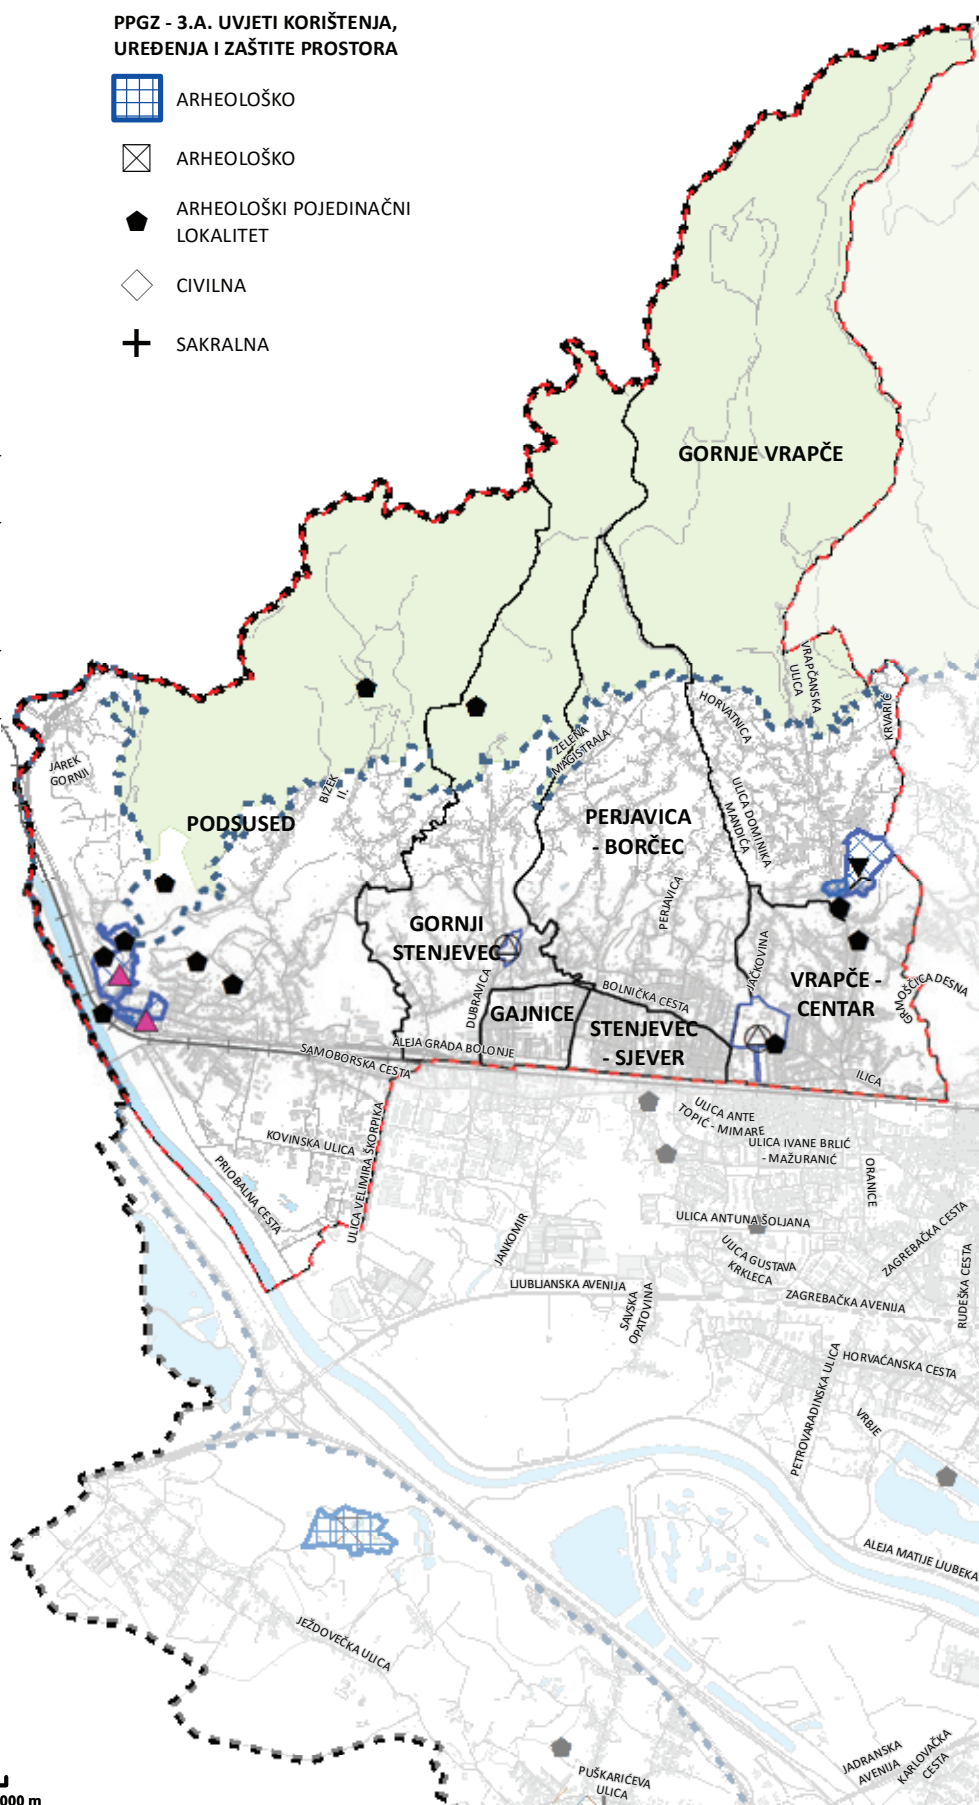 PPGZ - 3.A. UVJETI KORIŠTENJA,
UREĐENJA I ZAŠTITE PROSTORA
ARHEOLOŠKO
ARHEOLOŠKO
ARHEOLOŠKI POJEDINAČNI
LOKALITET
CIVILNA
SAKRALNA
GORNJE VRAPČE
VRAPČANSKA
ULICA
KRVARIĆ
HORVATNICA
ZELENA
MAGISTRALA
JAREK
GORNJI
BIZEK
II.
PODSUSED
PERJAVICA
- BORČEC
ULICA DOMINIKA
MANDIĆA
PERJAVICA
GORNJI
STENJEVEC
JAČKOVINA
VRAPČE -
CENTAR
DESNA
DUBRAVICA
BOLNIČKA CESTA
GAJNICE
STENJEVEC
- SJEVER
ALEJA GRADA BOLONJE
SAMOBORSKA CESTA
ILICA
ULICA ANTE
TOPIĆ - MIMARE
ULICA IVANE BRLIĆ
- MAŽURANIĆ
KOVINSKA ULICA
ULICA VELIMIRA ŠKORPIKA
PRIOBALNA CESTA
ORANICE
ULICA ANTUNA ŠOLJANA
JANKOMIR
ULICA GUSTAVA
KRKLECA
ZAGREBAČKA CESTA
RUDEŠKA CESTA
LJUBLJANSKA AVENIJA
SAVSKA
OPATOVINA
ZAGREBAČKA AVENIJA
HORVAĆANSKA CESTA
PETROVARADINSKA ULICA
VRBJE
ALEJA MATIJE LJUBEKA
JEŽDOVEČKA ULICA
JADRANSKA
AVENIJA
KARLOVAČKA
CESTA
PUŠKARIĆEVA
ULICA
000 m